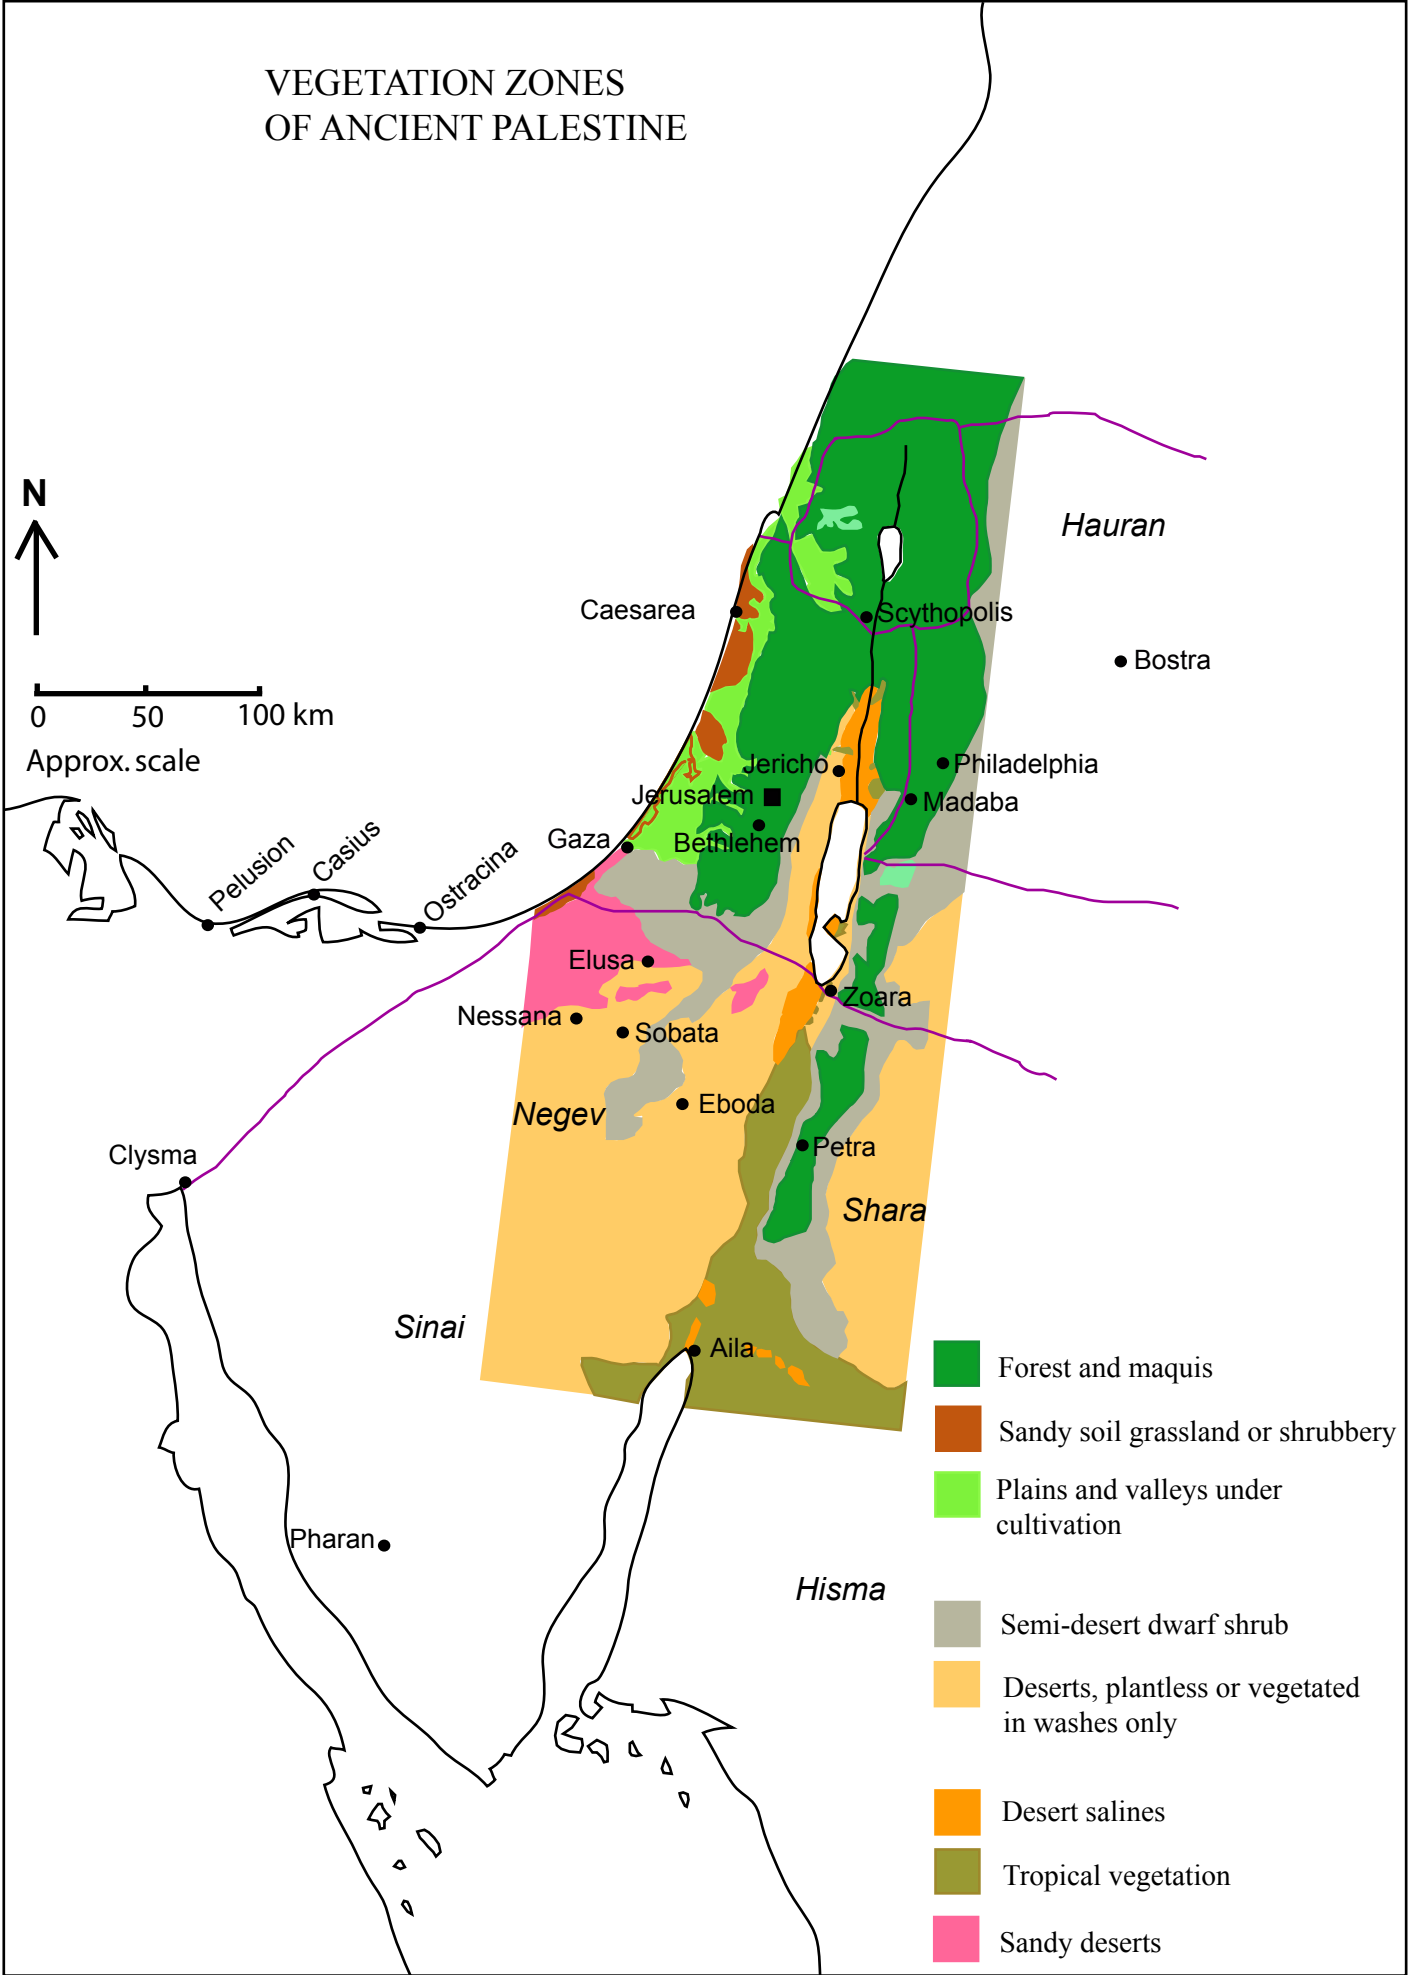 VEGETATION ZONES
OF ANCIENT PALESTINE
N
Hauran
Caesarea
Scythopolis
Bostra
0
50
100 km
Approx. scale
Jericho
Philadelphia
Jerusalem
Madaba
Gaza
Bethlehem
Pelusion
Casius
Ostracina
Elusa
Zoara
Nessana
Sobata
Negev
Eboda
Clysma
Petra
Shara
Sinai
Aila
Forest and maquis
Sandy soil grassland or shrubbery
Plains and valleys under
cultivation
Pharan
Hisma
Semi-desert dwarf shrub
Deserts, plantless or vegetated
in washes only
Desert salines
Tropical vegetation
Sandy deserts